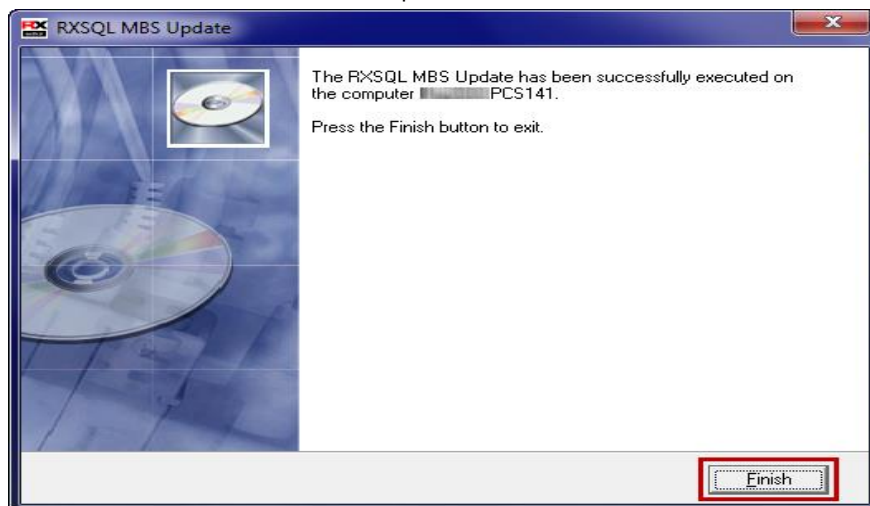 RXSQL MBS Update
The RXSQL MBS Update has been successfully executed on
the computer PCS141.
Press the Finish button to exit.
Finish